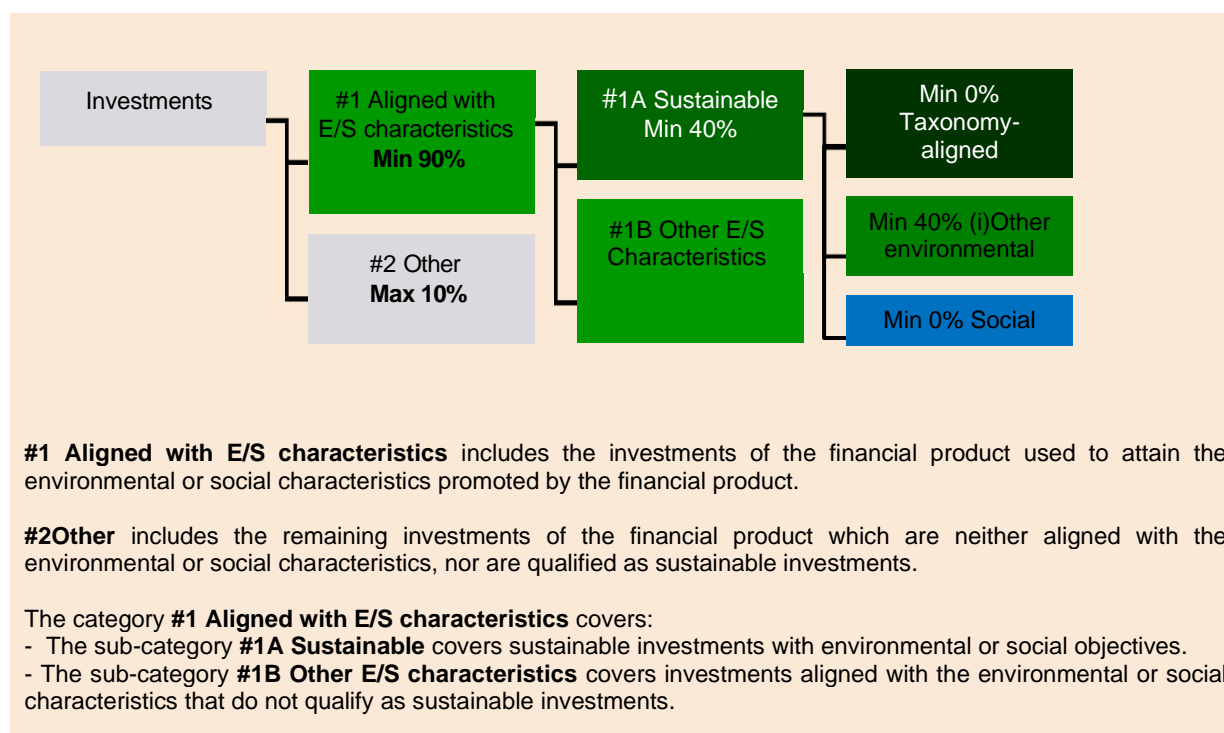 Investments
#1 Aligned with
E/S characteristics
Min 90%
#2 Other
Max 10%
#1A Sustainable
Min 40%
#1B Other E/S
Characteristics
Min 0%
Taxonomy-
aligned
Min 40% (i)Other
environmental
Min 0% Social
#1 Aligned with E/S characteristics includes the investments of the financial product used to attain the
environmental or social characteristics promoted by the financial product.
#2Other includes the remaining investments of the financial product which are neither aligned with the
environmental or social characteristics, nor are qualified as sustainable investments.
The category #1 Aligned with E/S characteristics covers:
- The sub-category #1A Sustainable covers sustainable investments with environmental or social objectives.
- The sub-category #1B Other E/S characteristics covers investments aligned with the environmental or social
characteristics that do not qualify as sustainable investments.